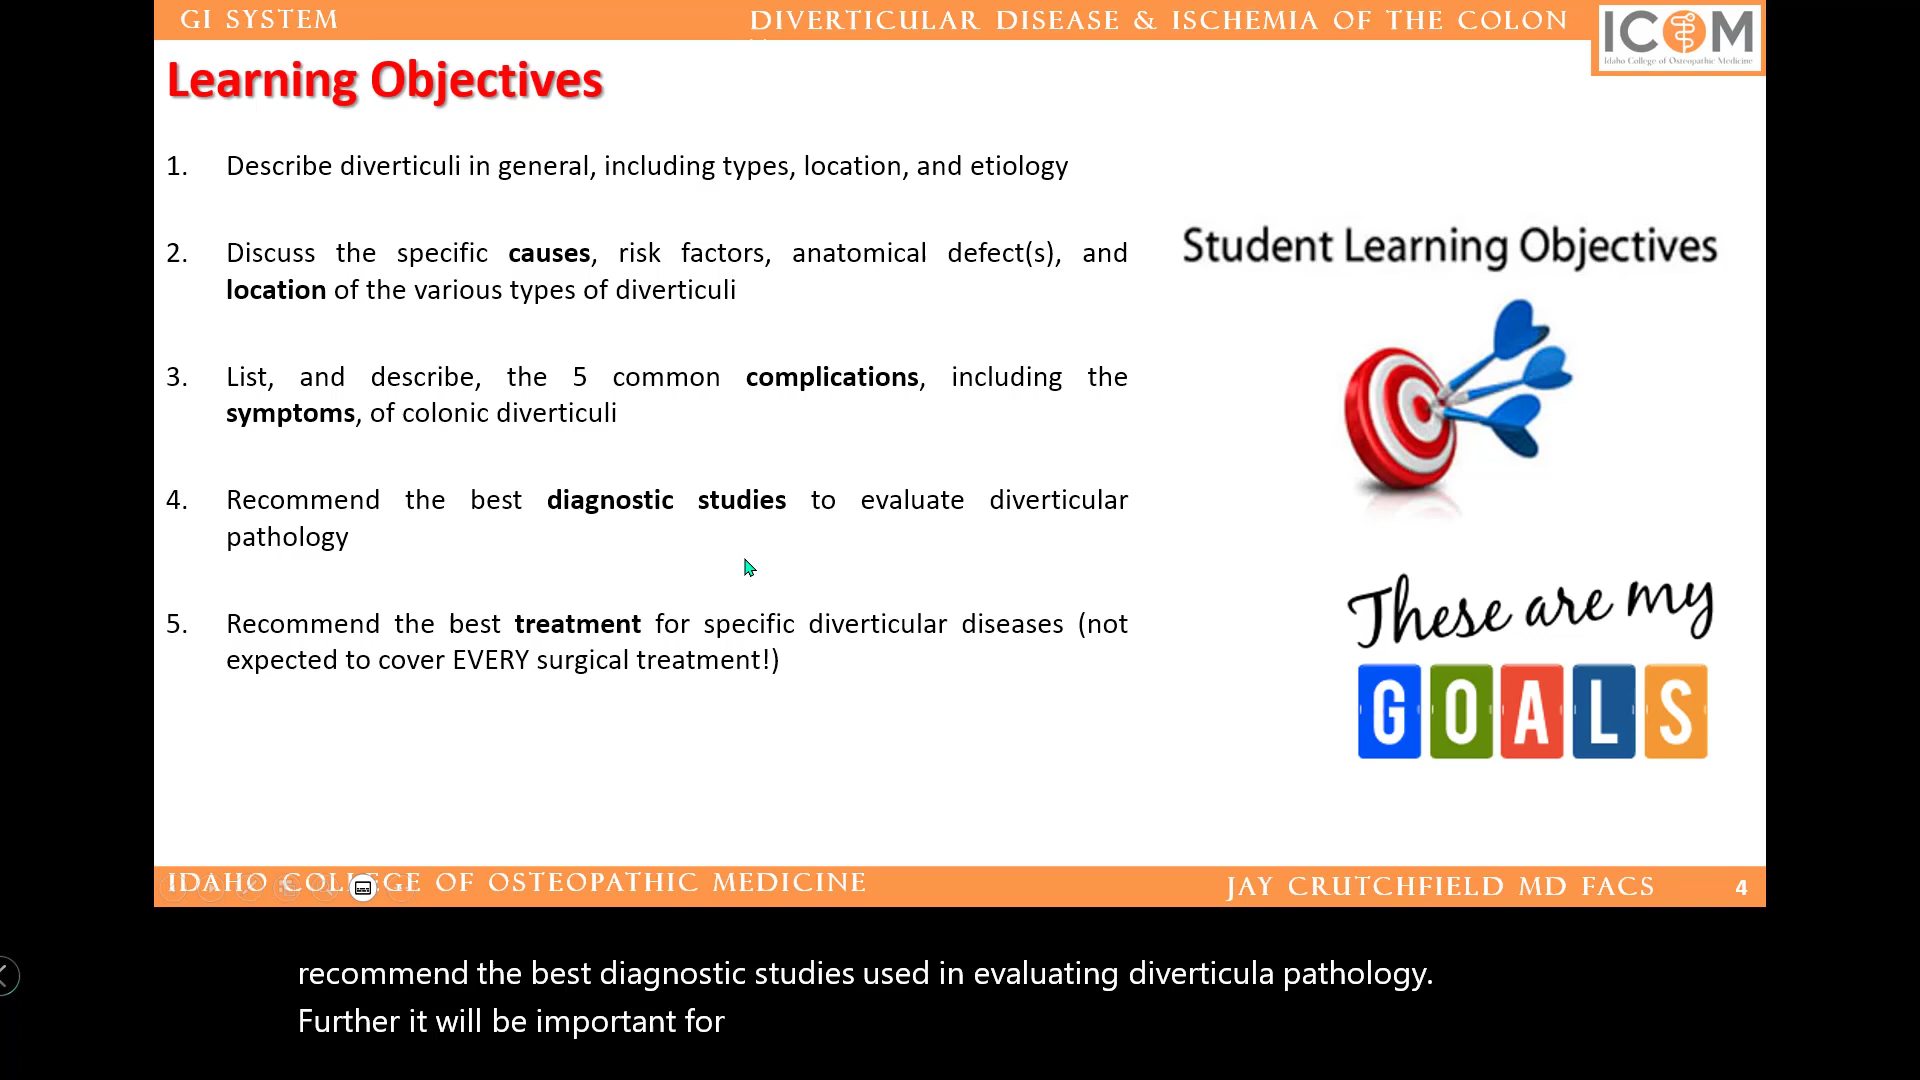 GI SYSTEM
DIVERTICULAR DISEASE & ISCHEMIA OF THE COLON
ICOM
Idaho College of Osteopathic Medicine
Learning Objectives
1. Describe diverticuli in general, including types, location, and etiology
2. Discuss the specific causes, risk factors, anatomical defect(s), and
location of the various types of diverticuli
3. List, and describe, the 5 common complications, including the
symptoms, of colonic diverticuli
4. Recommend the best diagnostic studies to evaluate diverticular
pathology
5. Recommend the best treatment for specific diverticular diseases (not
expected to cover EVERY surgical treatment!)
Student Learning Objectives
These are my
GOALS
IDAHO COLLEGE OF OSTEOPATHIC MEDICINE
JAY CRUTCHFIELD MD FACS
4
recommend the best diagnostic studies used in evaluating diverticula pathology.
Further it will be important for